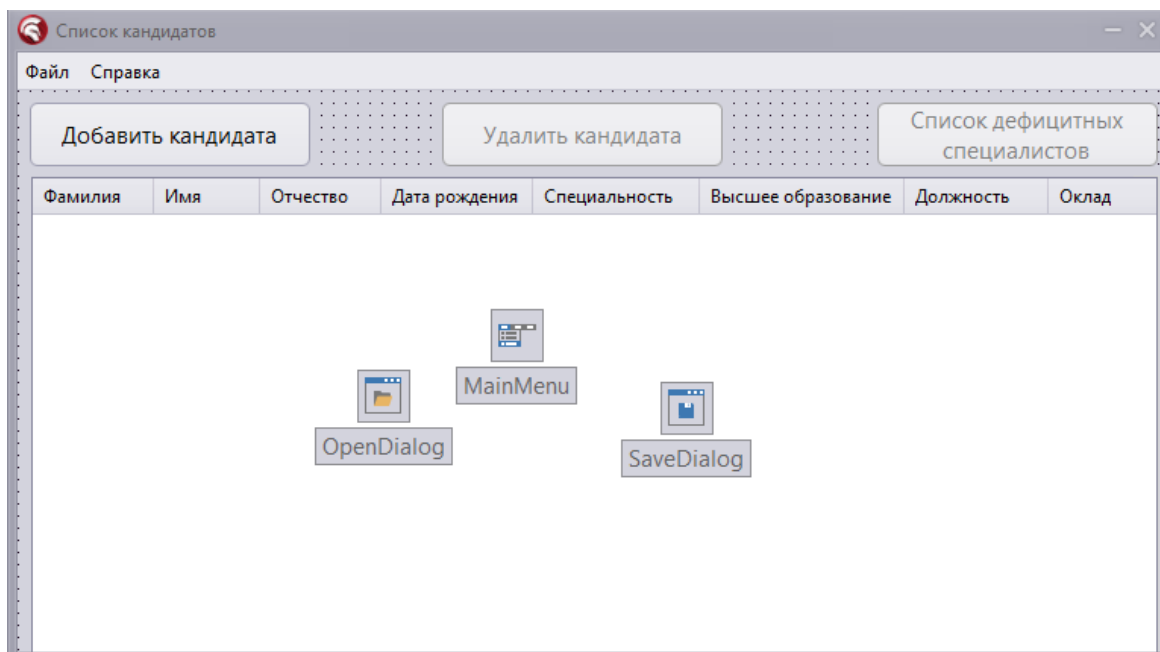 Список кандидатов
Файл Справка
Добавить кандидата
Удалить кандидата
Список дефицитных
специалистов
Фамилия Имя Отчество Дата рождения Специальность Высшее образование Должность Оклад
MainMenu
OpenDialog
SaveDialog